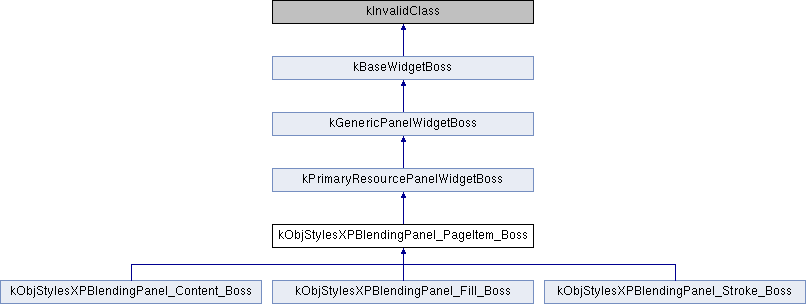 kInvalidClass
kBaseWidgetBoss
kGenericPanelWidgetBoss
kPrimaryResourcePanelWidgetBoss
kObjStylesXPBlendingPanel_PageItem_Boss
kObjStylesXPBlendingPanel_Content_Boss
kObjStylesXPBlendingPanel_Fill_Boss
kObjStylesXPBlendingPanel_Stroke_Boss